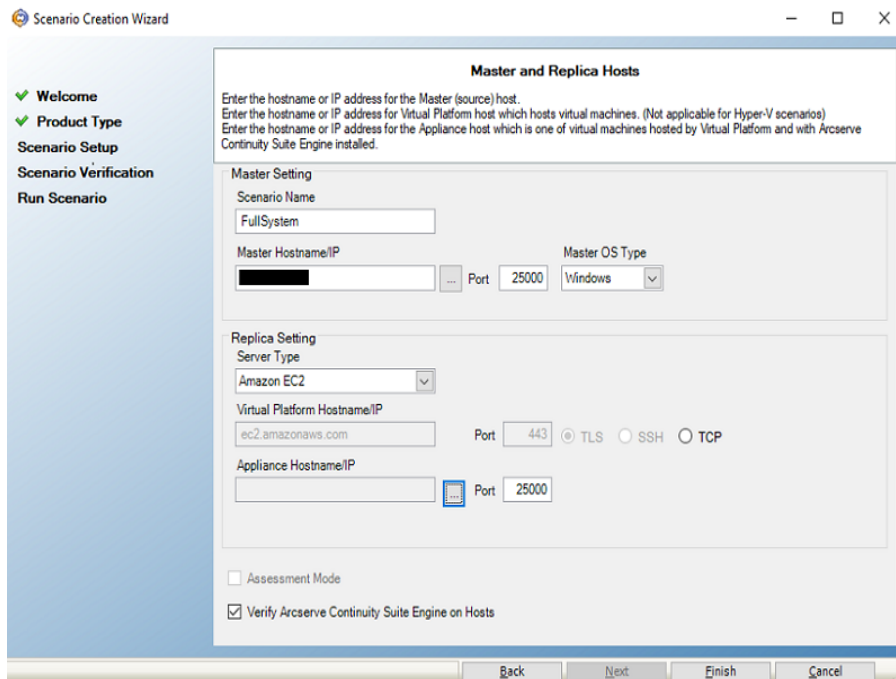 Scenario Creation Wizard
Master and Replica Hosts
Enter the hostname or IP address for the Master (source) host.
Enter the hostname or IP address for Virtual Platform host which hosts virtual machines. (Not applicable for Hyper-V scenarios)
Enter the hostname or IP address for the Appliance host which is one of virtual machines hosted by Virtual Platform and with Arcserve
Continuity Suite Engine installed.
Welcome
Product Type
Scenario Setup
Scenario Verification
Run Scenario
Master Setting
Scenario Name
FullSystem
Master Hostname/IP
Master OS Type
... Port 25000 Windows
Replica Setting
Server Type
Amazon EC2
Virtual Platform Hostname/IP
ec2.amazonaws.com Port 443 TLS SSH TCP
Appliance Hostname/IP
... Port 25000
Assessment Mode
Verify Arcserve Continuity Suite Engine on Hosts
Back Next Finish Cancel